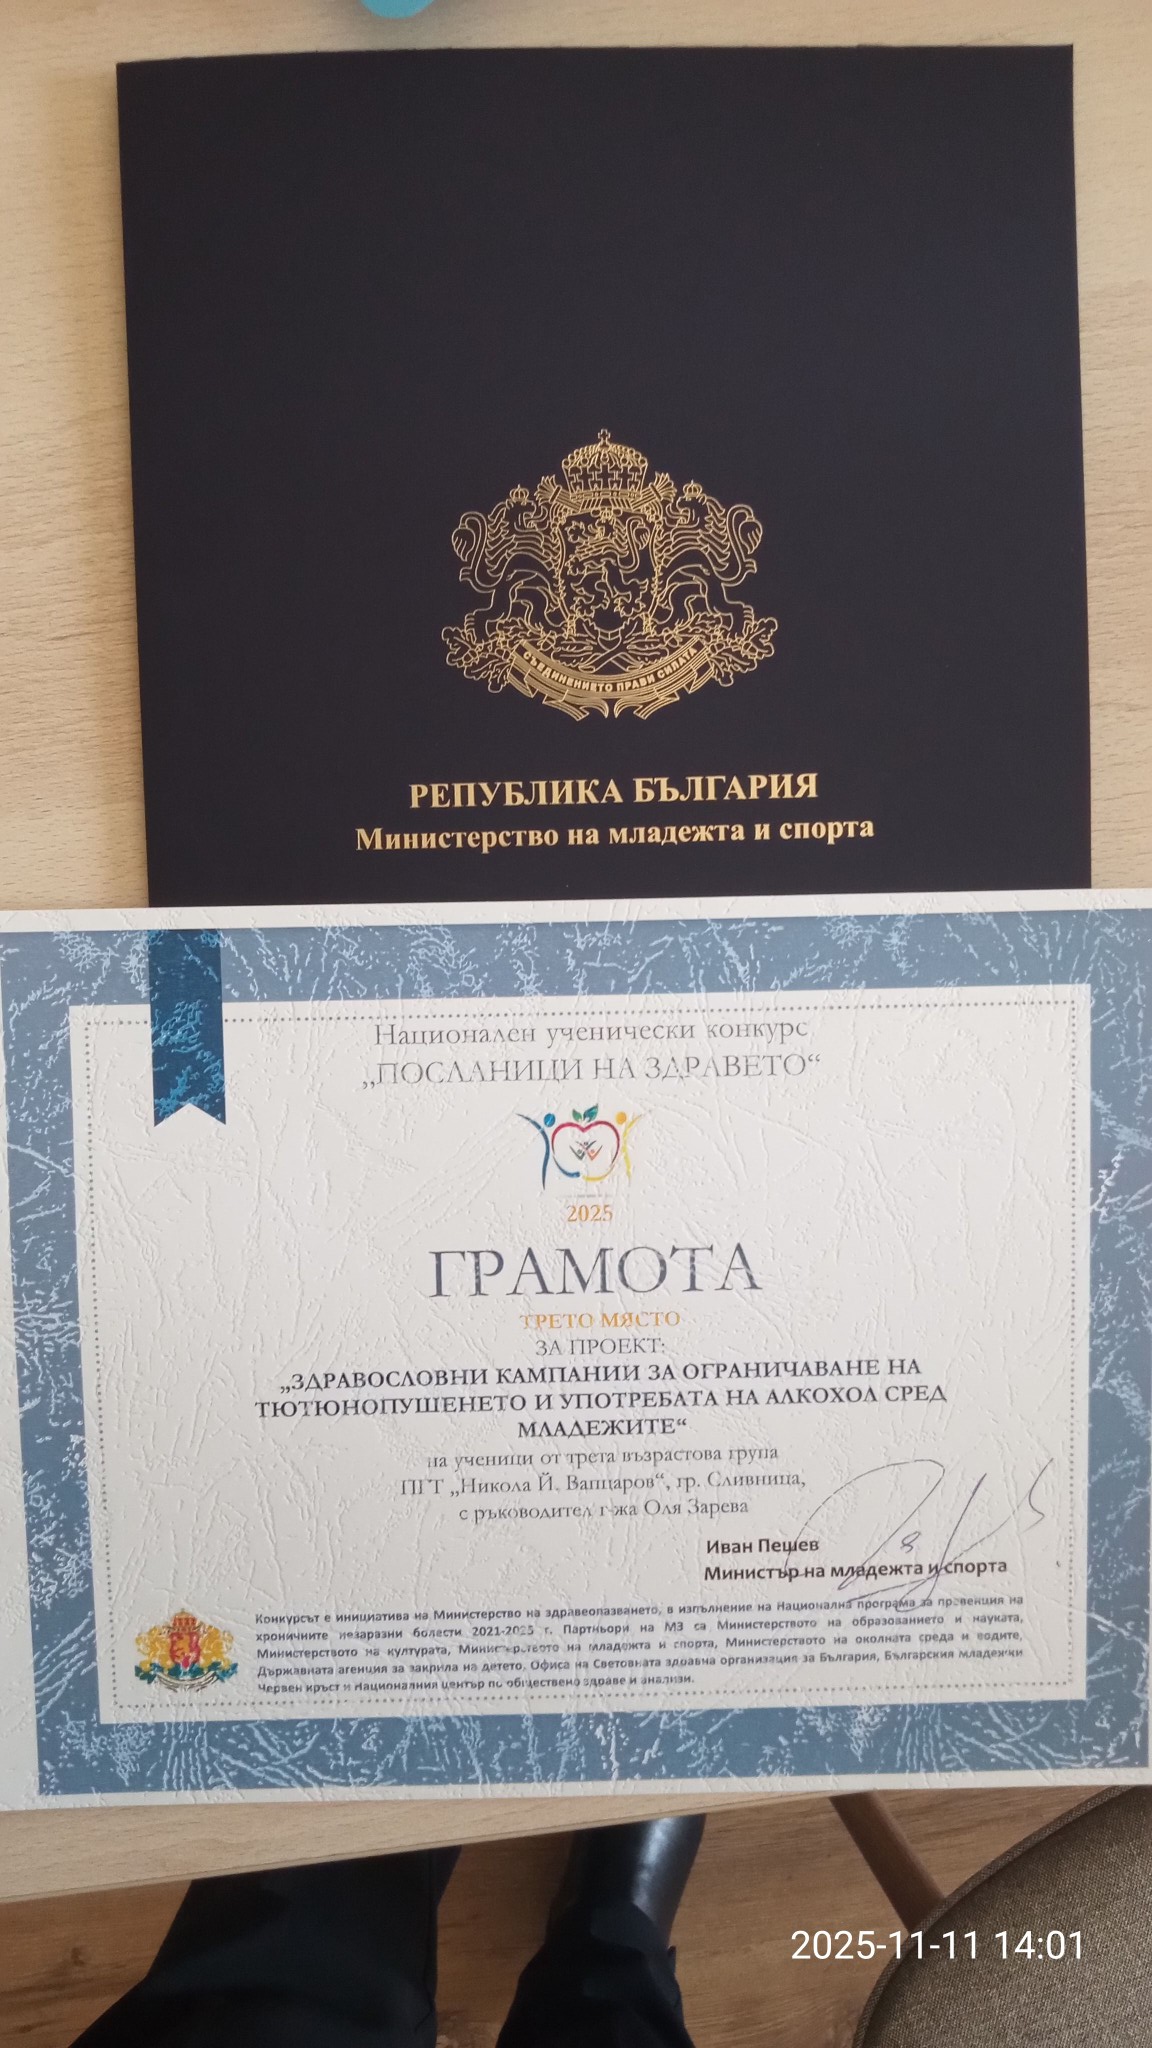 СЪЕДИНЕНИЕТО ПРАВИ СИЛАТА
РЕПУБЛИКА БЪЛГАРИЯ
Министерство на младежта и спорта
Национален ученически конкурс
„ПОСЛАНИЦИ НА ЗДРАВЕТО“
2025
ГРАМОТА
ТРЕТО МЯСТО
ЗА ПРОЕКТ:
„ЗДРАВОСЛОВНИ КАМПАНИИ ЗА ОГРАНИЧАВАНЕ НА
ТЮТЮНОПУШЕНЕТО И УПОТРЕБАТА НА АЛКОХОЛ СРЕД
МЛАДЕЖИТЕ“
на ученици от трета възрастова група
ПГТ „Никола Й. Вапцаров“, гр. Сливница,
с ръководител г-жа Оля Зарева
Иван Пешев
Министър на младежта и спорта
Конкурсът е инициатива на Министерство на здравеопазването, в изпълнение на Национална програма за превенция на
хроничните незаразни болести 2021-2025 г. Партньори на МЗ са Министерството на образованието и науката,
Министерството на културата, Министерството на младежта и спорта, Министерството на околната среда и водите,
Държавната агенция за закрила на детето, Офиса на Световната здравна организация за България, Българския младежки
Червен кръст и Националния център по обществено здраве и анализи.
2025-11-11 14:01